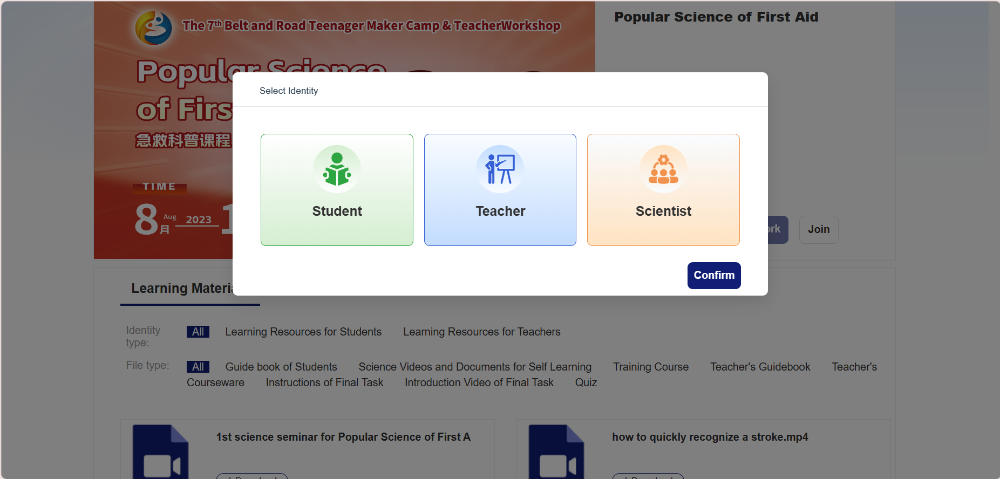 The 7th Belt and Road Teenager Maker Camp & TeacherWorkshop
Popular Science
of Firs
急救科普课程
TIME
8月 Aug 2023 1
Popular Science of First Aid
Select Identity
Student
Teacher
Scientist
Confirm
ork
Join
Learning Materia
Identity type:
All
Learning Resources for Students
Learning Resources for Teachers
File type:
All
Guide book of Students
Science Videos and Documents for Self Learning
Training Course
Teacher's Guidebook
Teacher's
Courseware
Instructions of Final Task
Introduction Video of Final Task
Quiz
1st science seminar for Popular Science of First A
how to quickly recognize a stroke.mp4